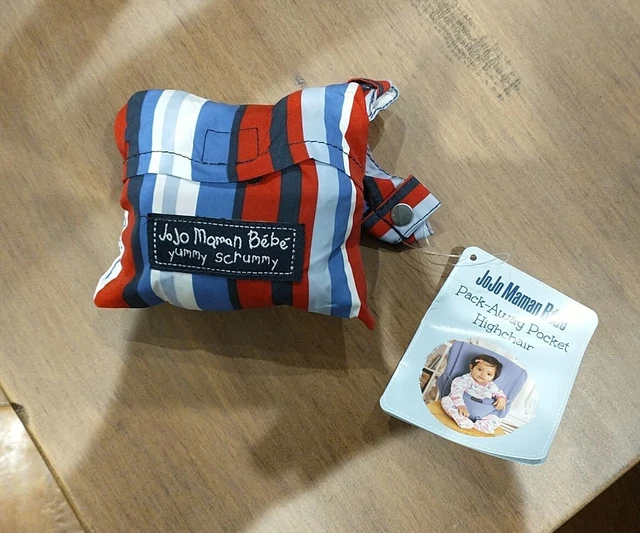 JoJo Maman Bébé
yummy scrummy
JoJo Maman Bébé
Pack-Away Pocket
Highchair